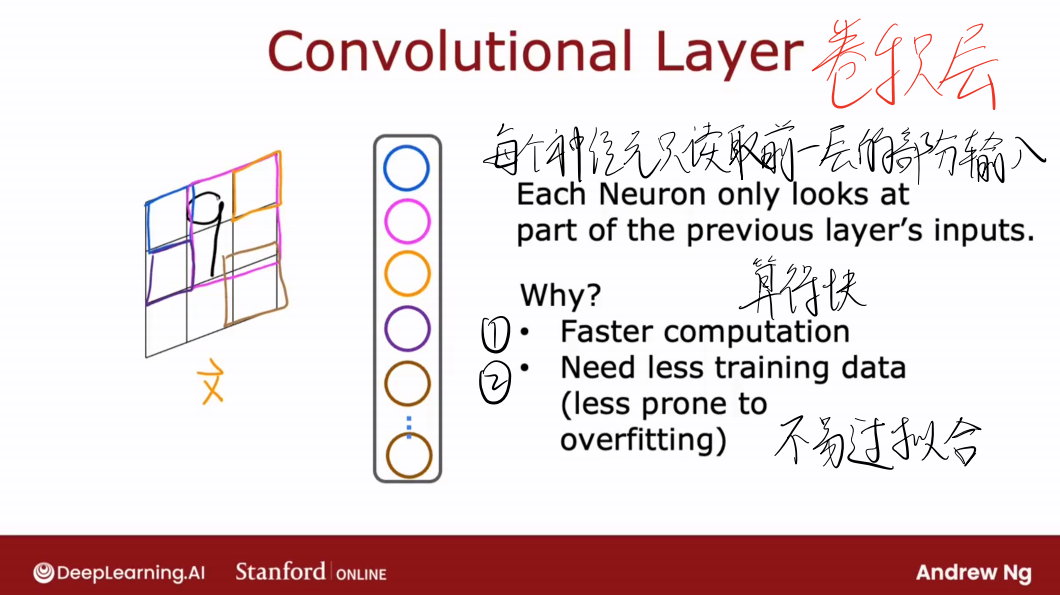 Convolutional Layer 卷积层
9
x
每个神经元只读取前一层的部分输入
Each Neuron only looks at
part of the previous layer's inputs.
算得快
Why?
① • Faster computation
② • Need less training data
(less prone to
overfitting) 不易过拟合
DeepLearning.AI Stanford ONLINE Andrew Ng